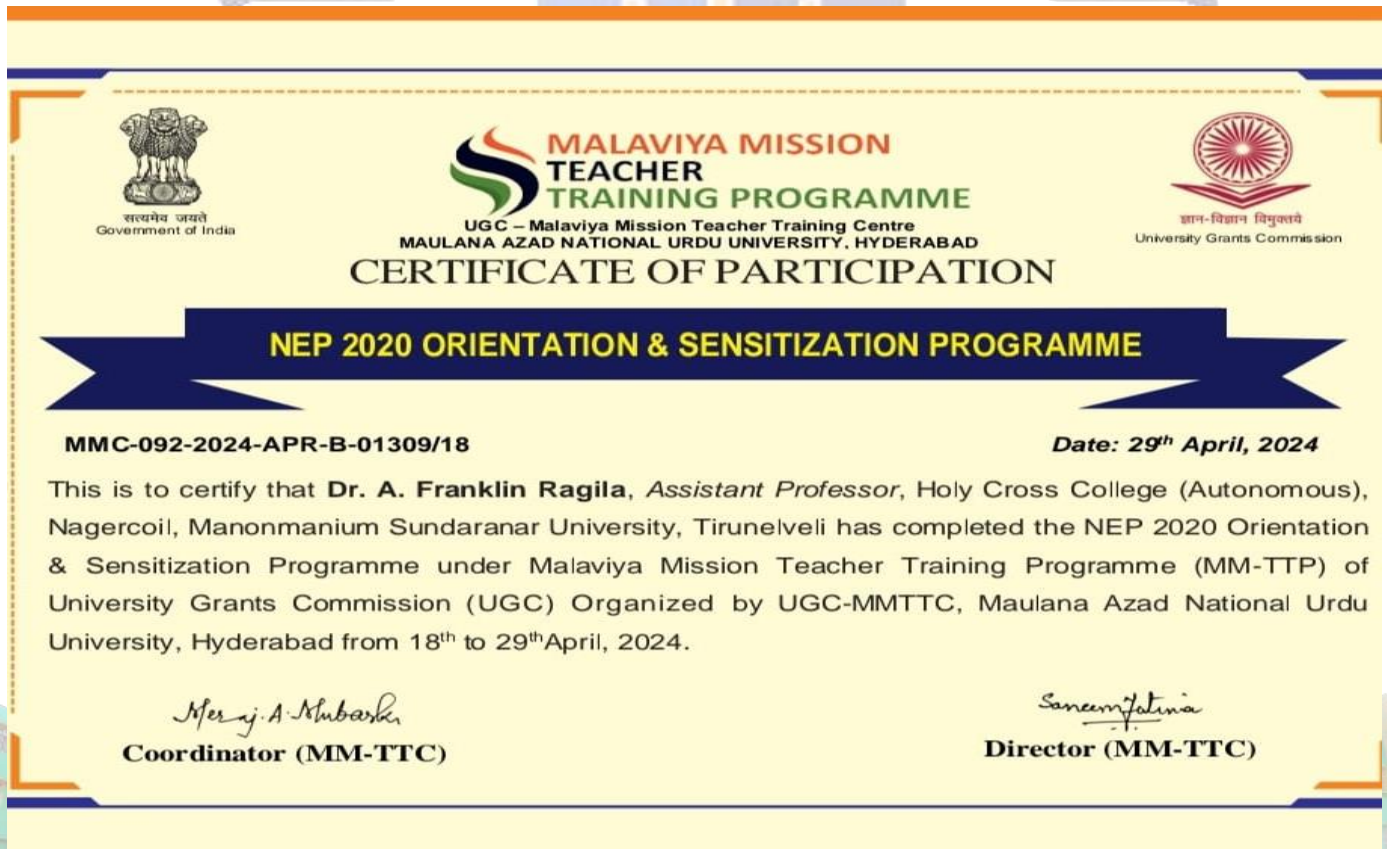 सत्यमेव जयते
Government of India
MALAVIYA MISSION
TEACHER
TRAINING PROGRAMME
UGC – Malaviya Mission Teacher Training Centre
MAULANA AZAD NATIONAL URDU UNIVERSITY, HYDERABAD
ज्ञान-विज्ञान विमुक्तये
University Grants Commission
CERTIFICATE OF PARTICIPATION
NEP 2020 ORIENTATION & SENSITIZATION PROGRAMME
MMC-092-2024-APR-B-01309/18
Date: 29th April, 2024
This is to certify that Dr. A. Franklin Ragila, Assistant Professor, Holy Cross College (Autonomous),
Nagercoil, Manonmanium Sundaranar University, Tirunelveli has completed the NEP 2020 Orientation
& Sensitization Programme under Malaviya Mission Teacher Training Programme (MM-TTP) of
University Grants Commission (UGC) Organized by UGC-MMTTC, Maulana Azad National Urdu
University, Hyderabad from 18th to 29thApril, 2024.
Meraj.A.
Coordinator (MM-TTC)
Saneem Fatima
Director (MM-TTC)